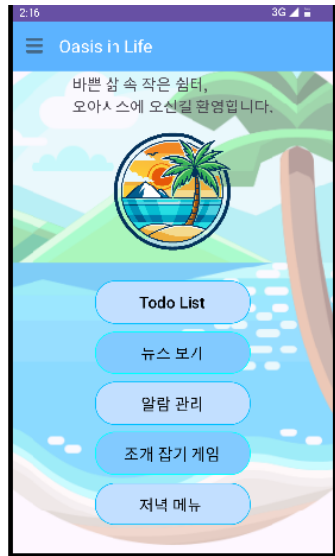 2:16 3G
Oasis in Life
바쁜 삶 속 작은 쉼터,
오아시스에 오신걸 환영합니다.
Todo List
뉴스 보기
알람 관리
조개 잡기 게임
저녁 메뉴